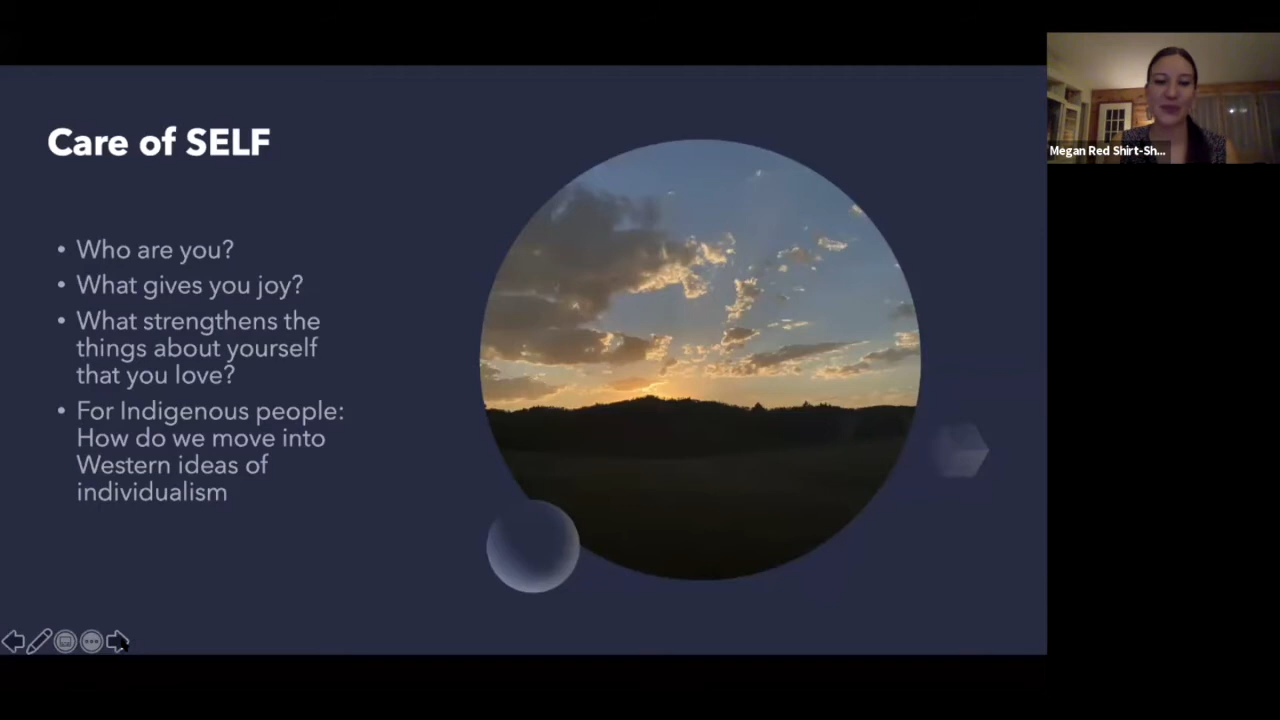 Care of SELF
• Who are you?
• What gives you joy?
• What strengthens the
things about yourself
that you love?
• For Indigenous people:
How do we move into
Western ideas of
individualism
Megan Red Shirt-Sh...